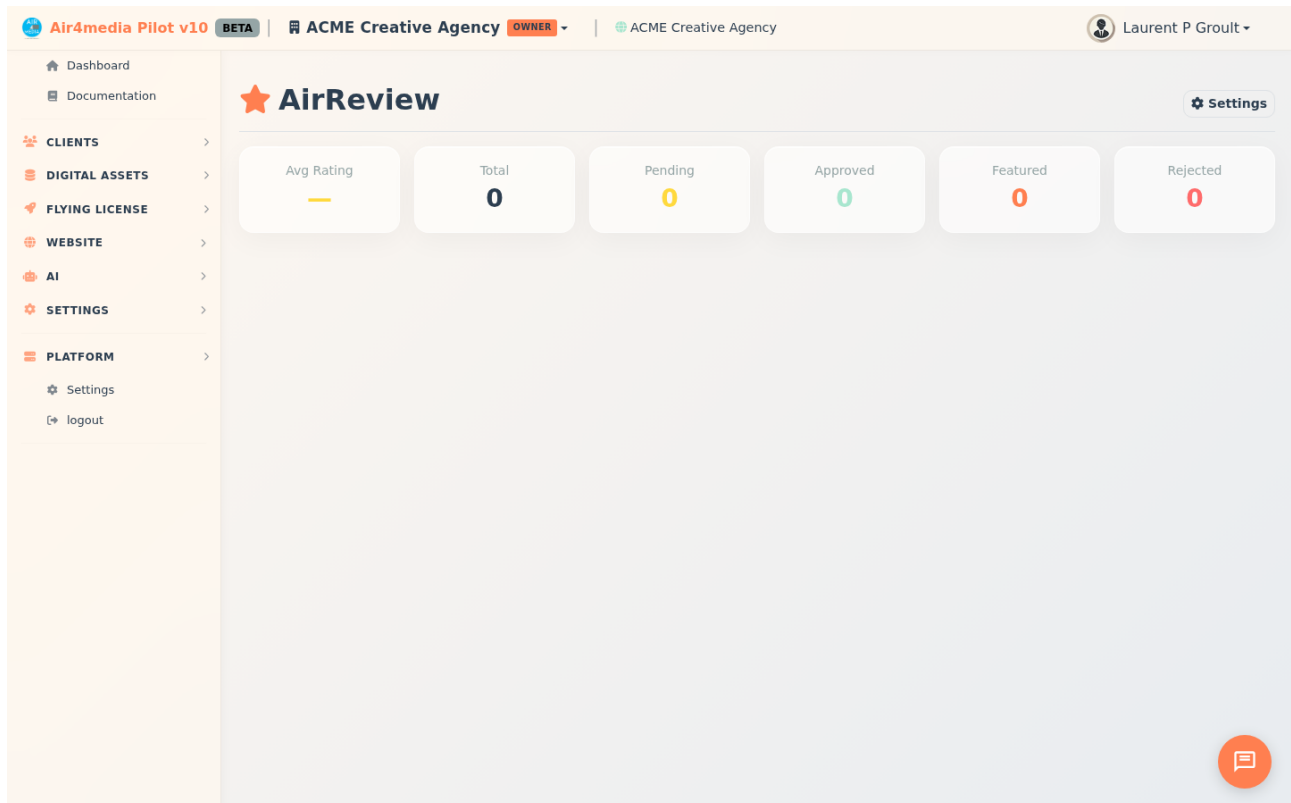 Air4media Pilot v10 BETA | ACME Creative Agency OWNER | ACME Creative Agency Laurent P Groult
Dashboard
Documentation
CLIENTS
DIGITAL ASSETS
FLYING LICENSE
WEBSITE
AI
SETTINGS
PLATFORM
Settings
logout
AirReview
Settings
Avg Rating
—
Total
0
Pending
0
Approved
0
Featured
0
Rejected
0